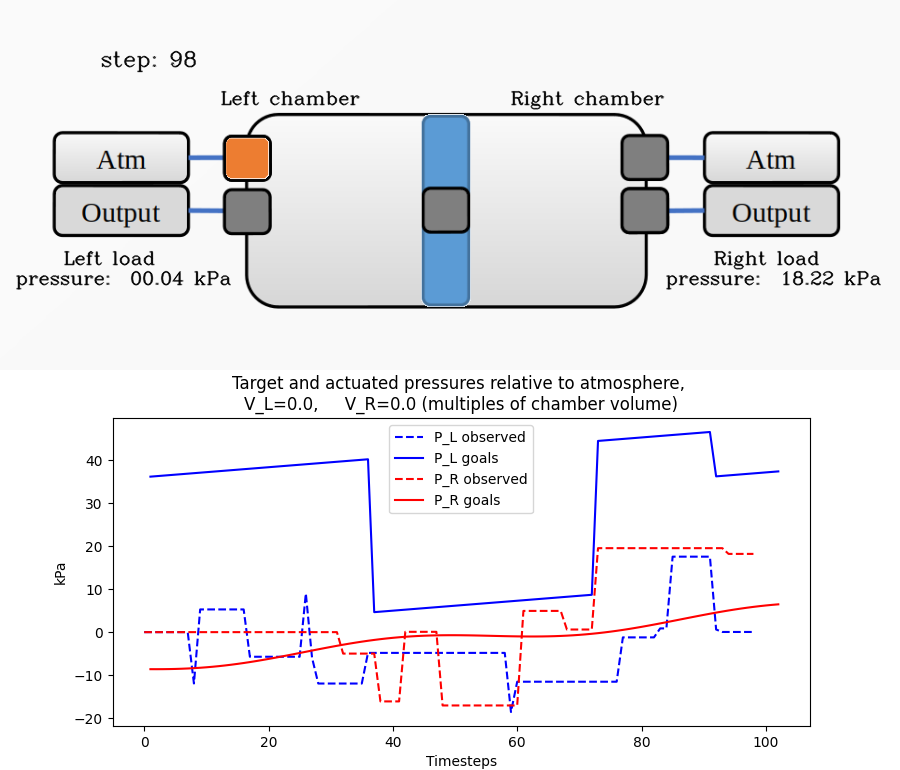 step: 98
Left chamber
Right chamber
Atm
Atm
Output
Output
Left load
pressure: 00.04 kPa
Right load
pressure: 18.22 kPa
Target and actuated pressures relative to atmosphere,
V_L=0.0, V_R=0.0 (multiples of chamber volume)
P_L observed
P_L goals
P_R observed
P_R goals
kPa
40
30
20
10
0
−10
−20
0 20 40 60 80 100
Timesteps